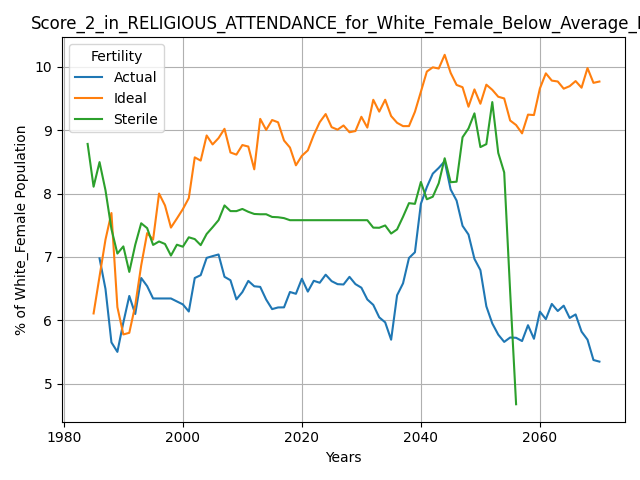 Score_2_in_RELIGIOUS_ATTENDANCE_for_White_Female_Below_Average_
Fertility
Actual
Ideal
Sterile
% of White_Female Population
10
9
8
7
6
5
1980
2000
2020
2040
2060
Years